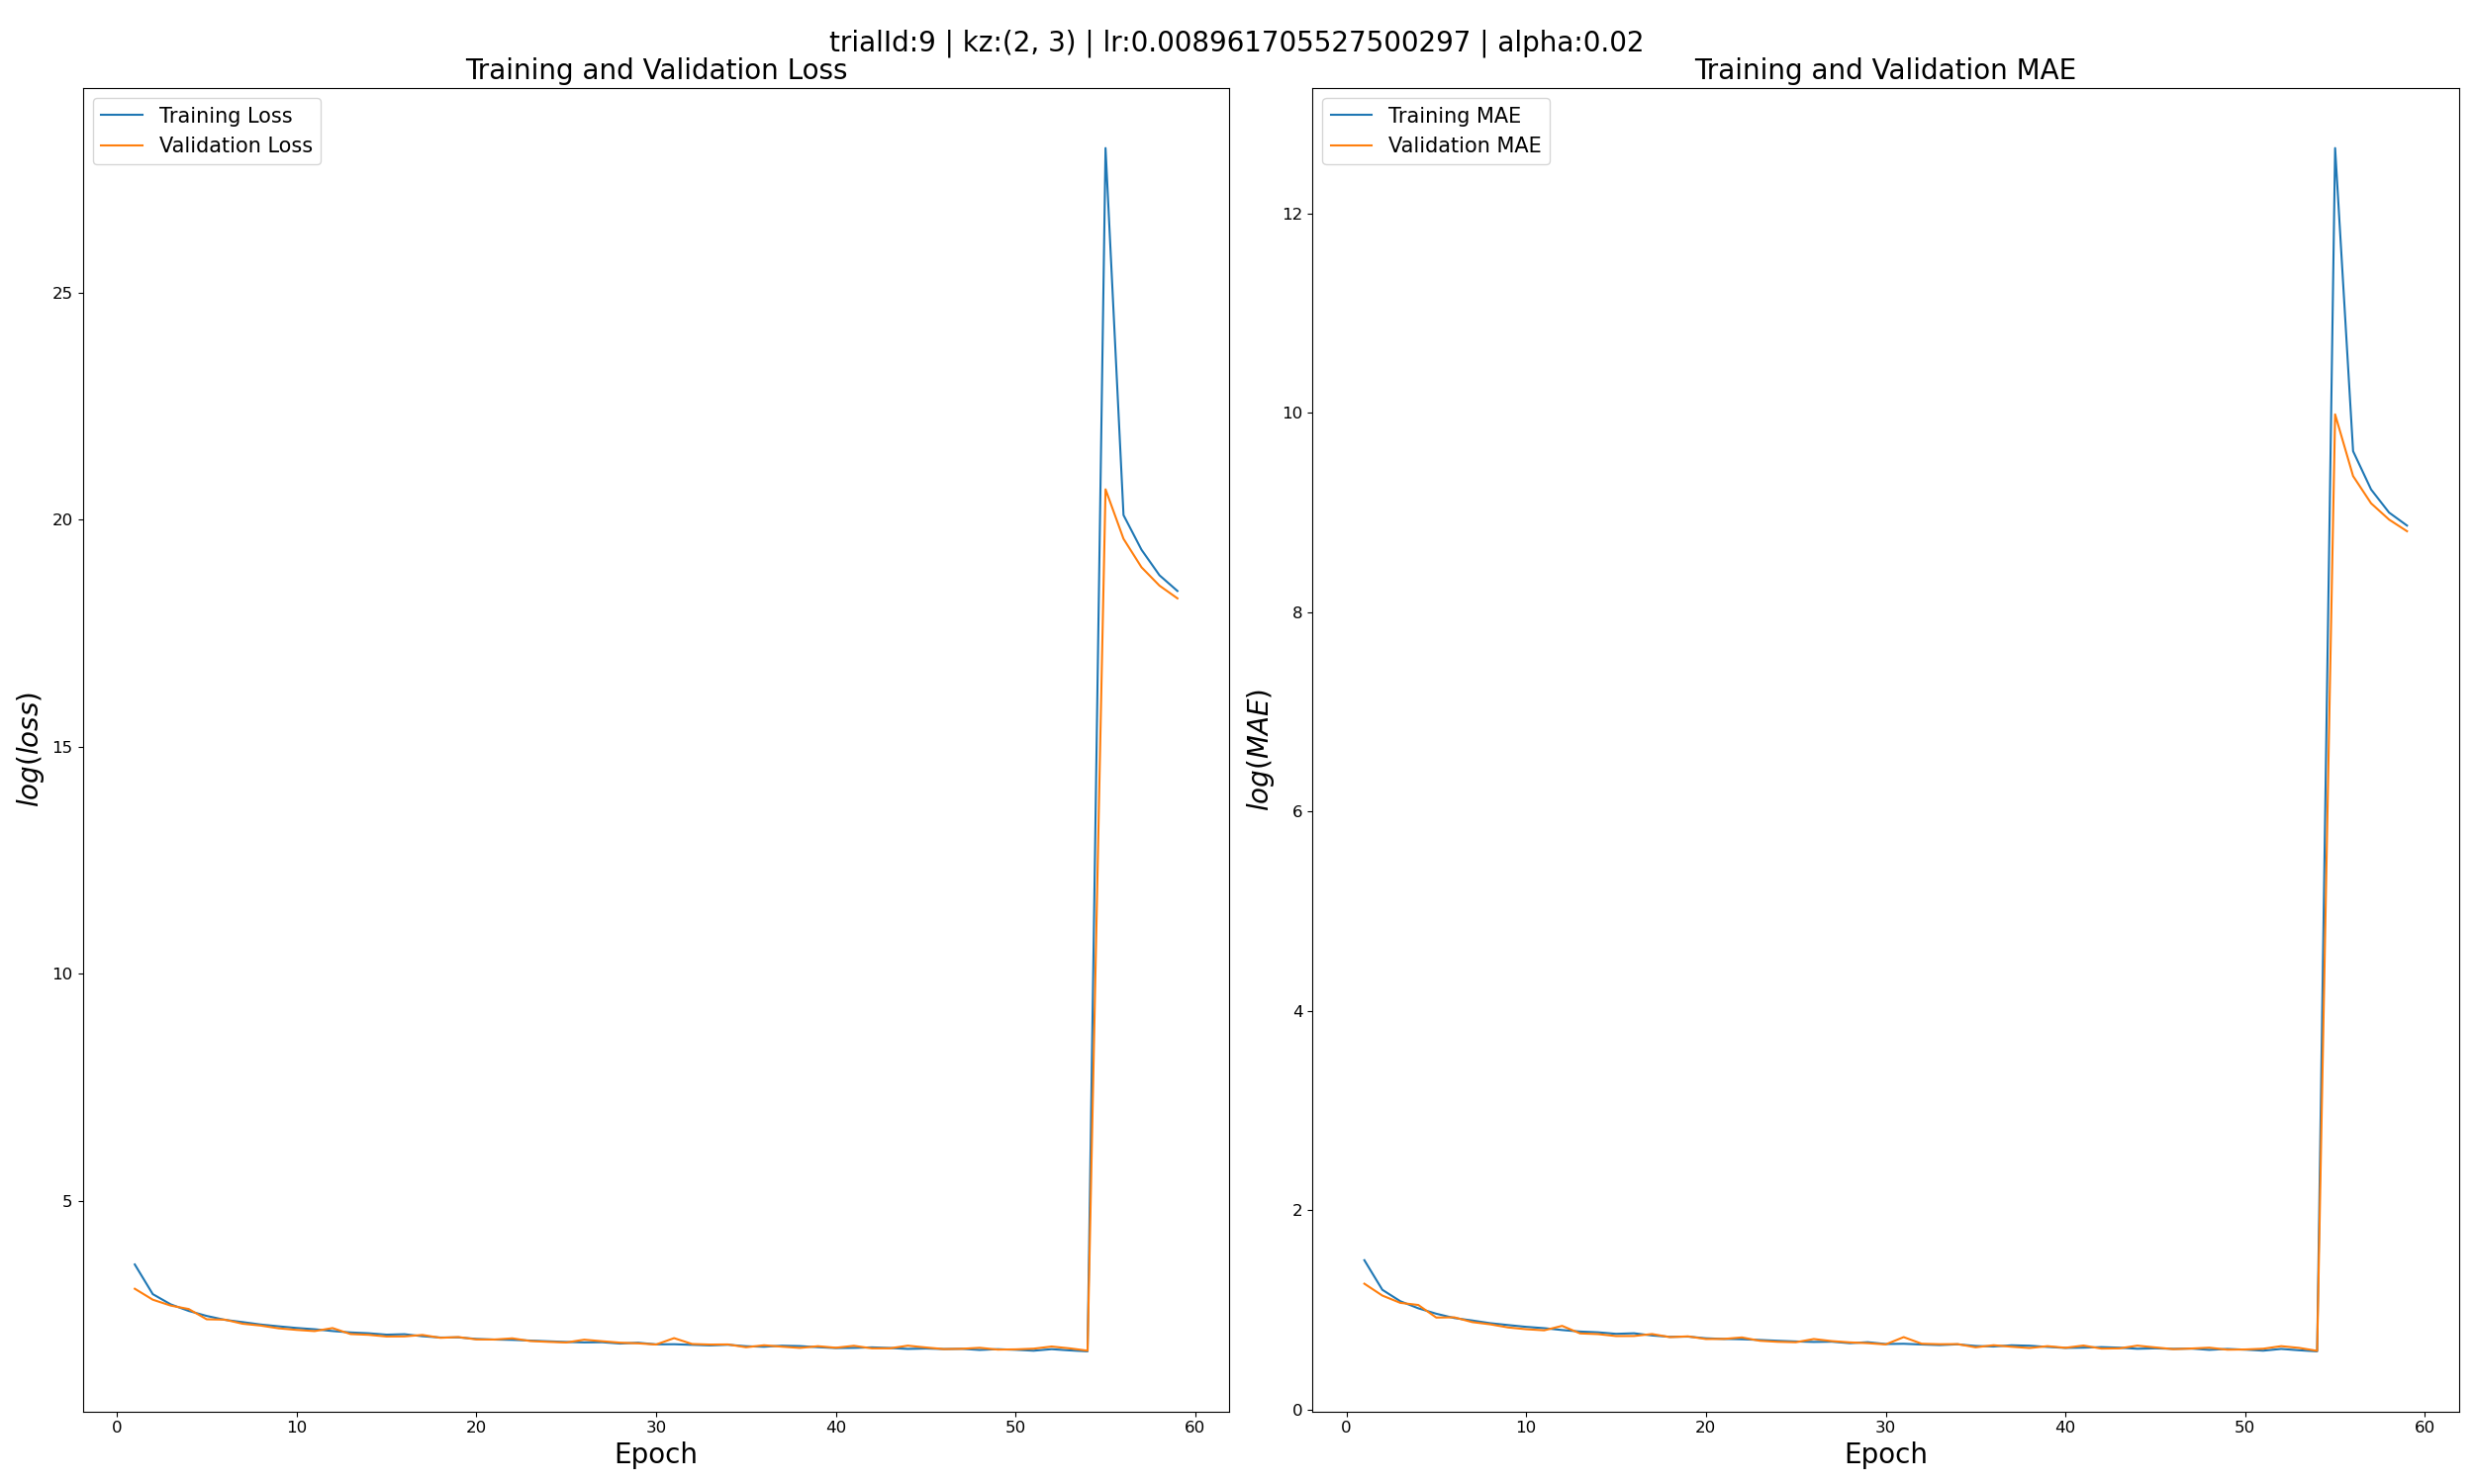 trialId:9 | kz:(2, 3) | lr:0.008961705527500297 | alpha:0.02
Training and Validation Loss
Training Loss
Validation Loss
25
20
15
10
5
log(loss)
0 10 20 30 40 50 60
Epoch
Training and Validation MAE
Training MAE
Validation MAE
12
10
8
6
4
2
0
log(MAE)
0 10 20 30 40 50 60
Epoch